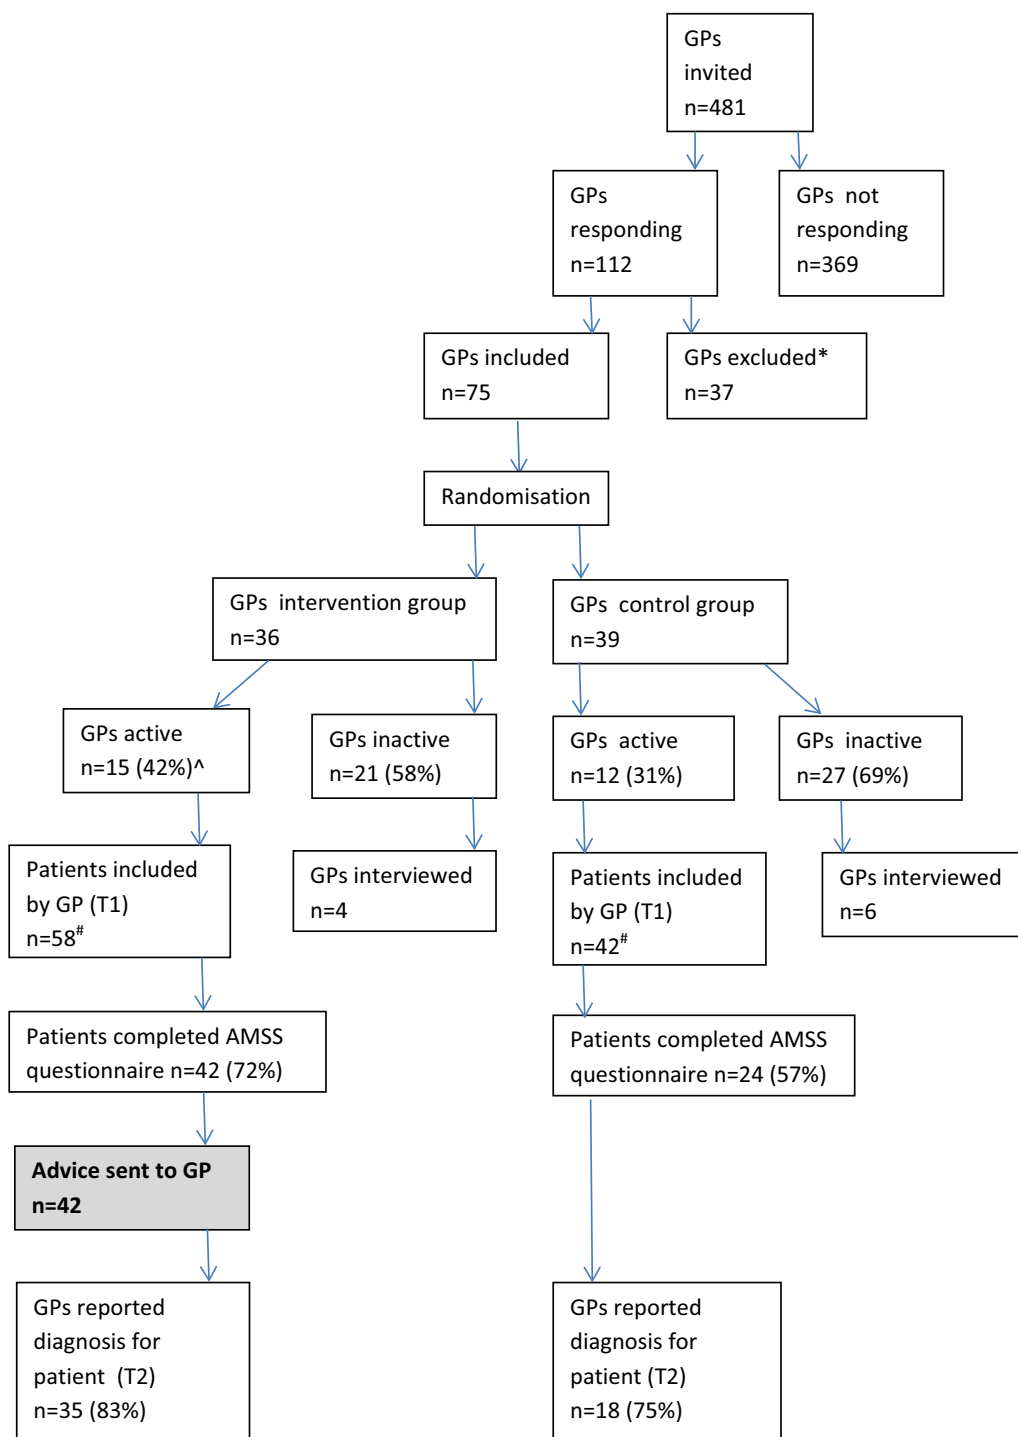 GPs
invited
n=481
GPs
responding
n=112
GPs not
responding
n=369
GPs included
n=75
GPs excluded*
n=37
Randomisation
GPs intervention group
n=36
GPs control group
n=39
GPs active
n=15 (42%)^
GPs inactive
n=21 (58%)
GPs active
n=12 (31%)
GPs inactive
n=27 (69%)
Patients included
by GP (T1)
n=58#
GPs interviewed
n=4
Patients included
by GP (T1)
n=42#
GPs interviewed
n=6
Patients completed AMSS
questionnaire n=42 (72%)
Patients completed AMSS
questionnaire n=24 (57%)
Advice sent to GP
n=42
GPs reported
diagnosis for
patient (T2)
n=35 (83%)
GPs reported
diagnosis for
patient (T2)
n=18 (75%)